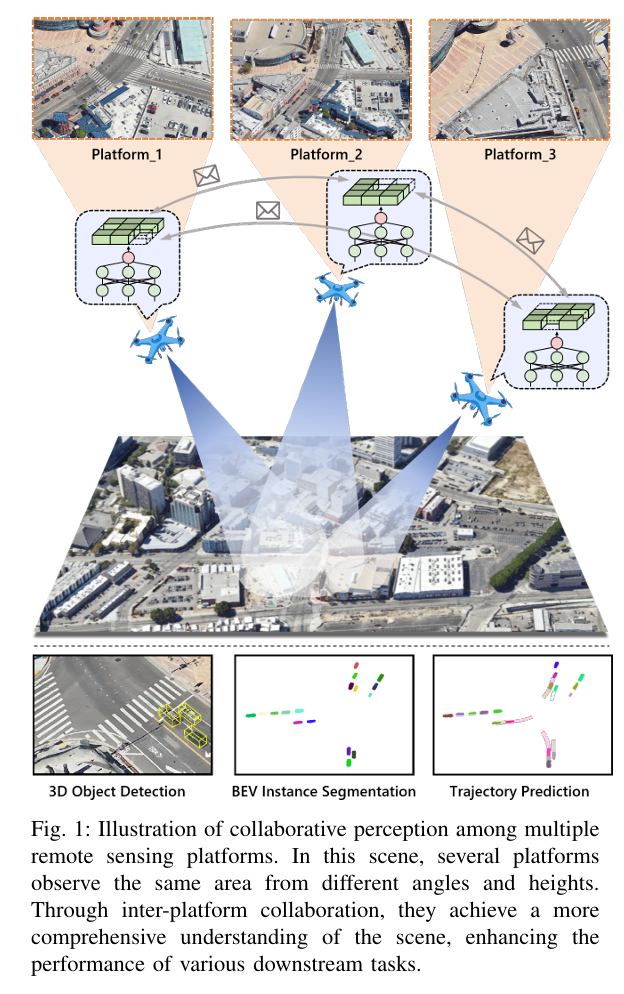 Platform_1
Platform_2
Platform_3
3D Object Detection
BEV Instance Segmentation
Trajectory Prediction
Fig. 1: Illustration of collaborative perception among multiple
remote sensing platforms. In this scene, several platforms
observe the same area from different angles and heights.
Through inter-platform collaboration, they achieve a more
comprehensive understanding of the scene, enhancing the
performance of various downstream tasks.